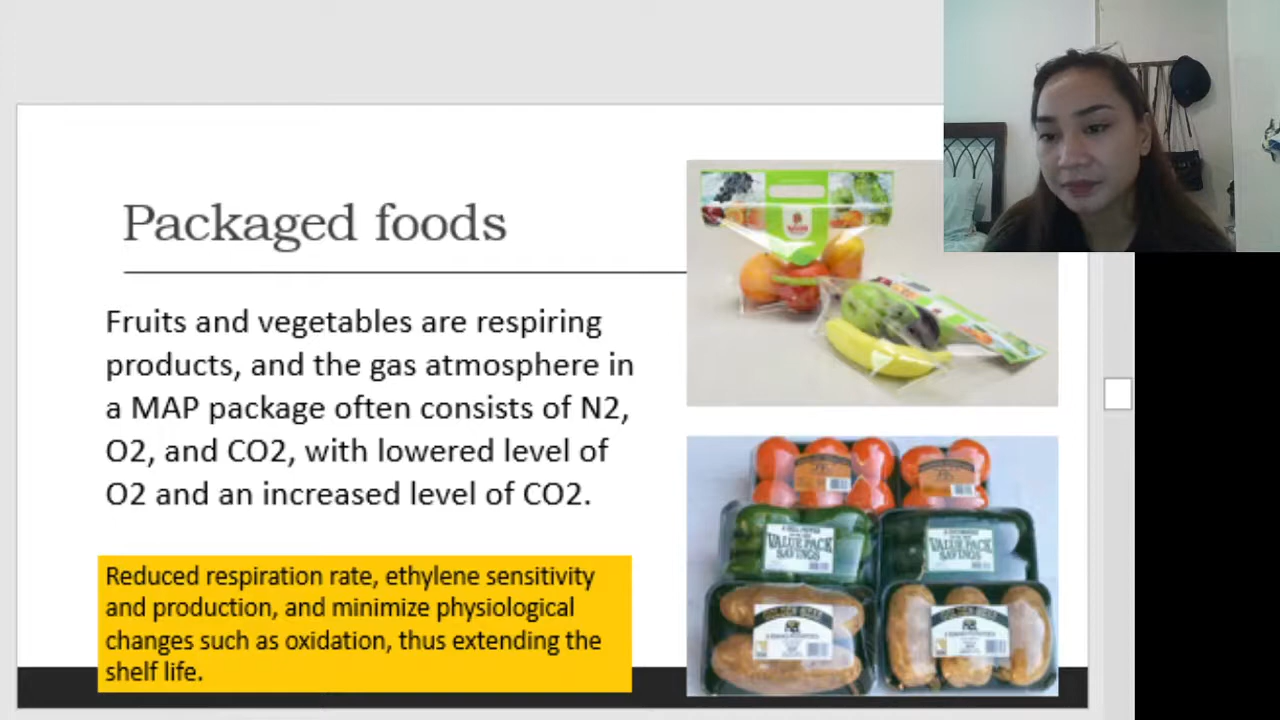 Packaged foods
Fruits and vegetables are respiring
products, and the gas atmosphere in
a MAP package often consists of N2,
O2, and CO2, with lowered level of
O2 and an increased level of CO2.
Reduced respiration rate, ethylene sensitivity
and production, and minimize physiological
changes such as oxidation, thus extending the
shelf life.
VALUE PACK
SAVINGS
VALUE PACK
SAVINGS